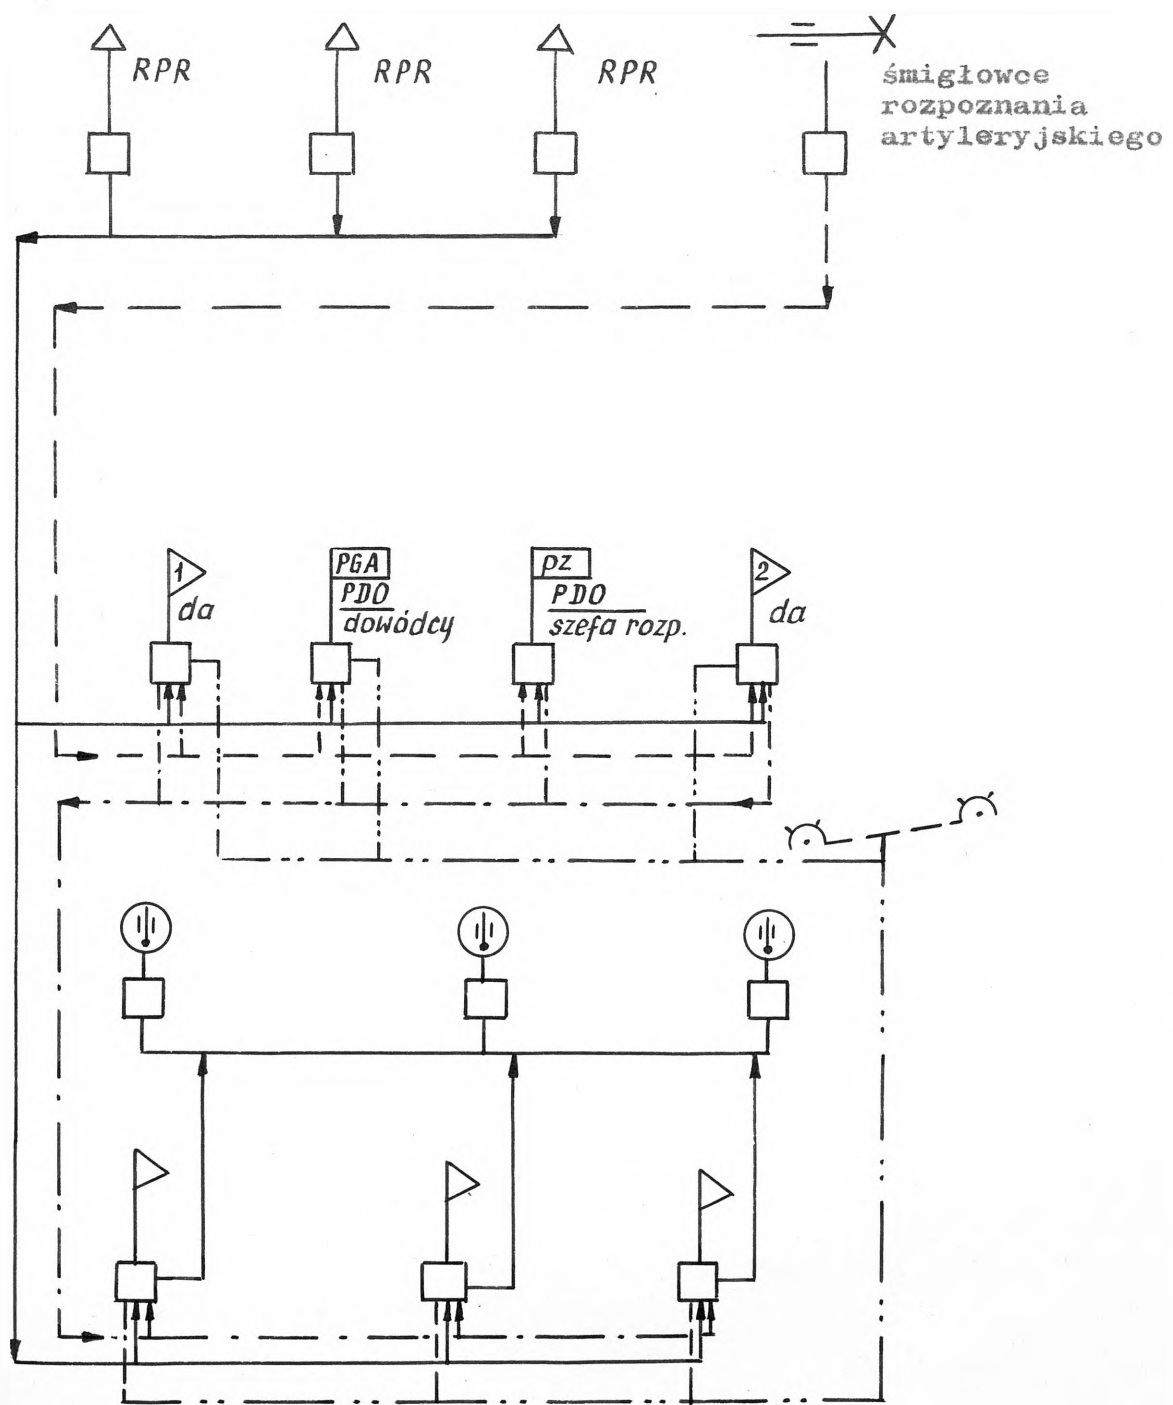 RPR
RPR
RPR
śmigłowce
rozpoznania
artyleryjskiego
1
da
PGA
PDO
dowódcy
pz
PDO
szefa rozp.
2
da